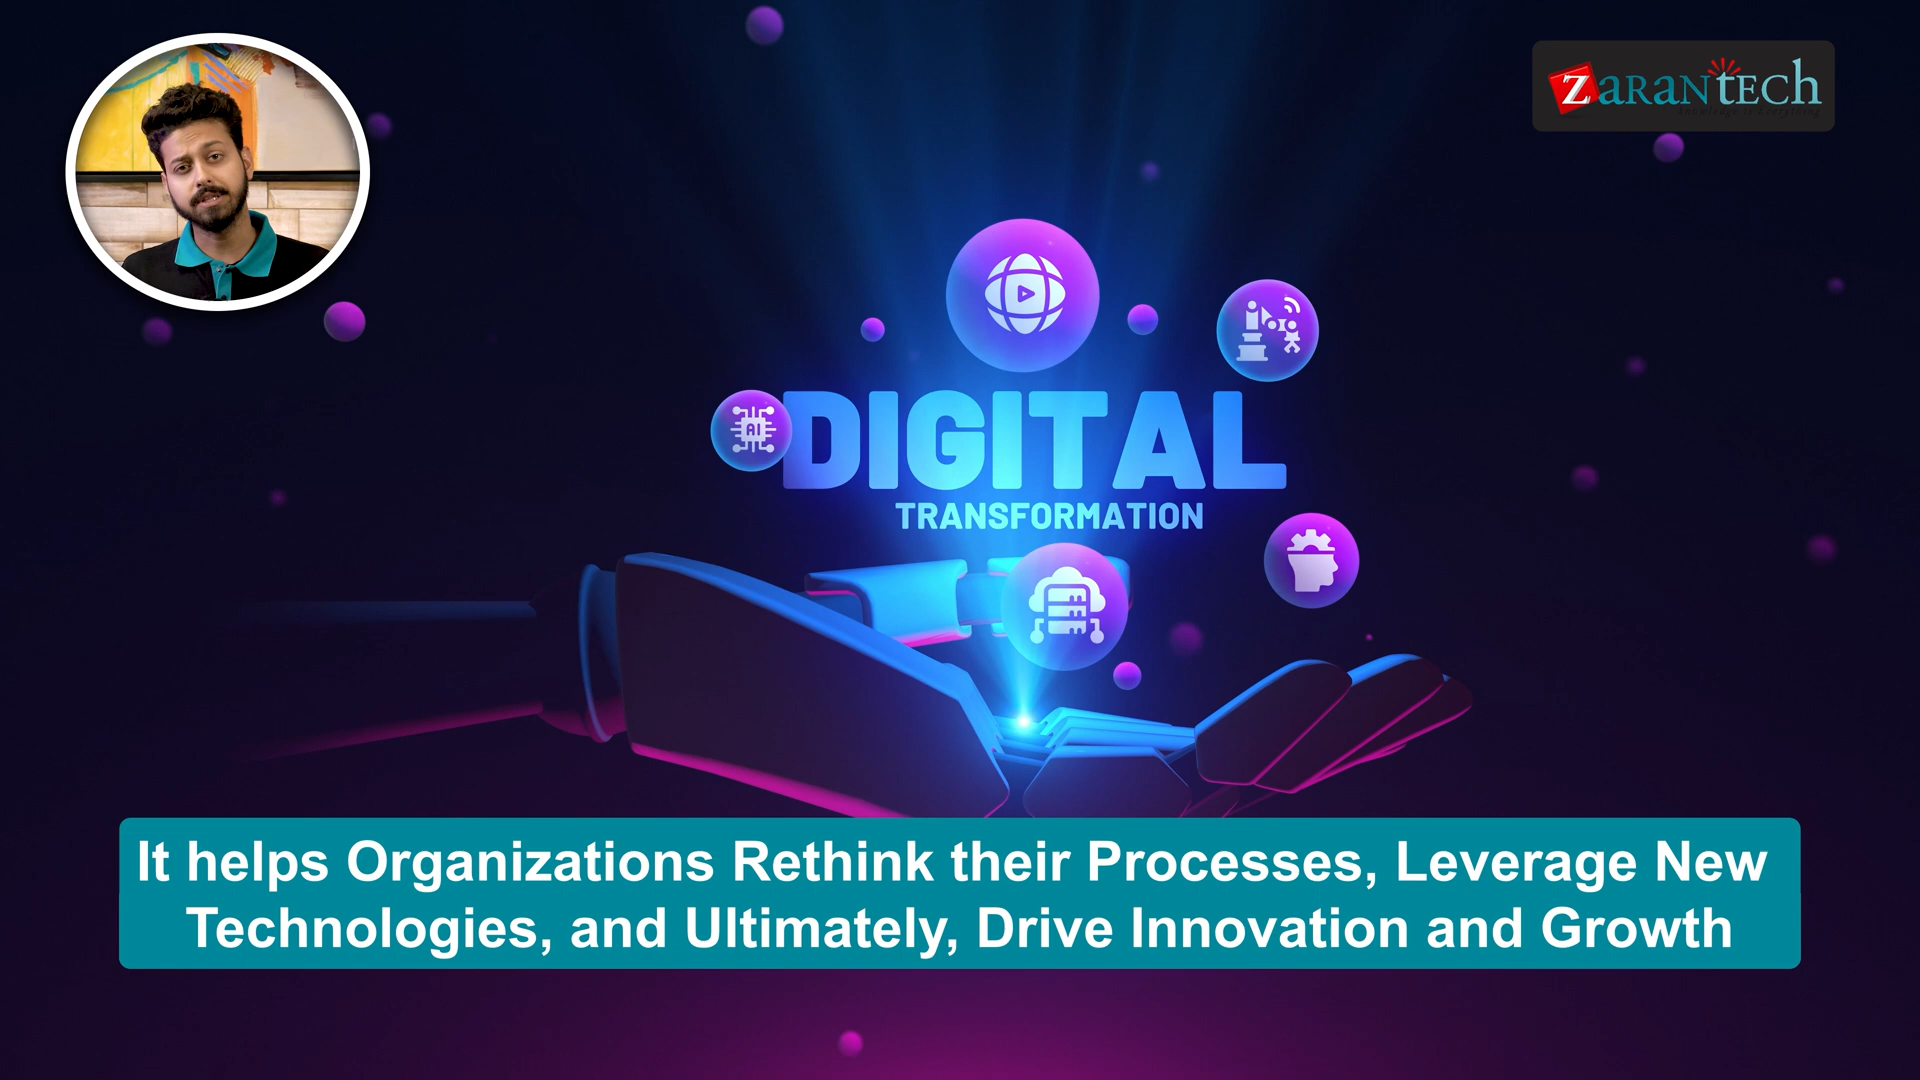 ZaranTech
AI
DIGITAL
TRANSFORMATION
It helps Organizations Rethink their Processes, Leverage New
Technologies, and Ultimately, Drive Innovation and Growth